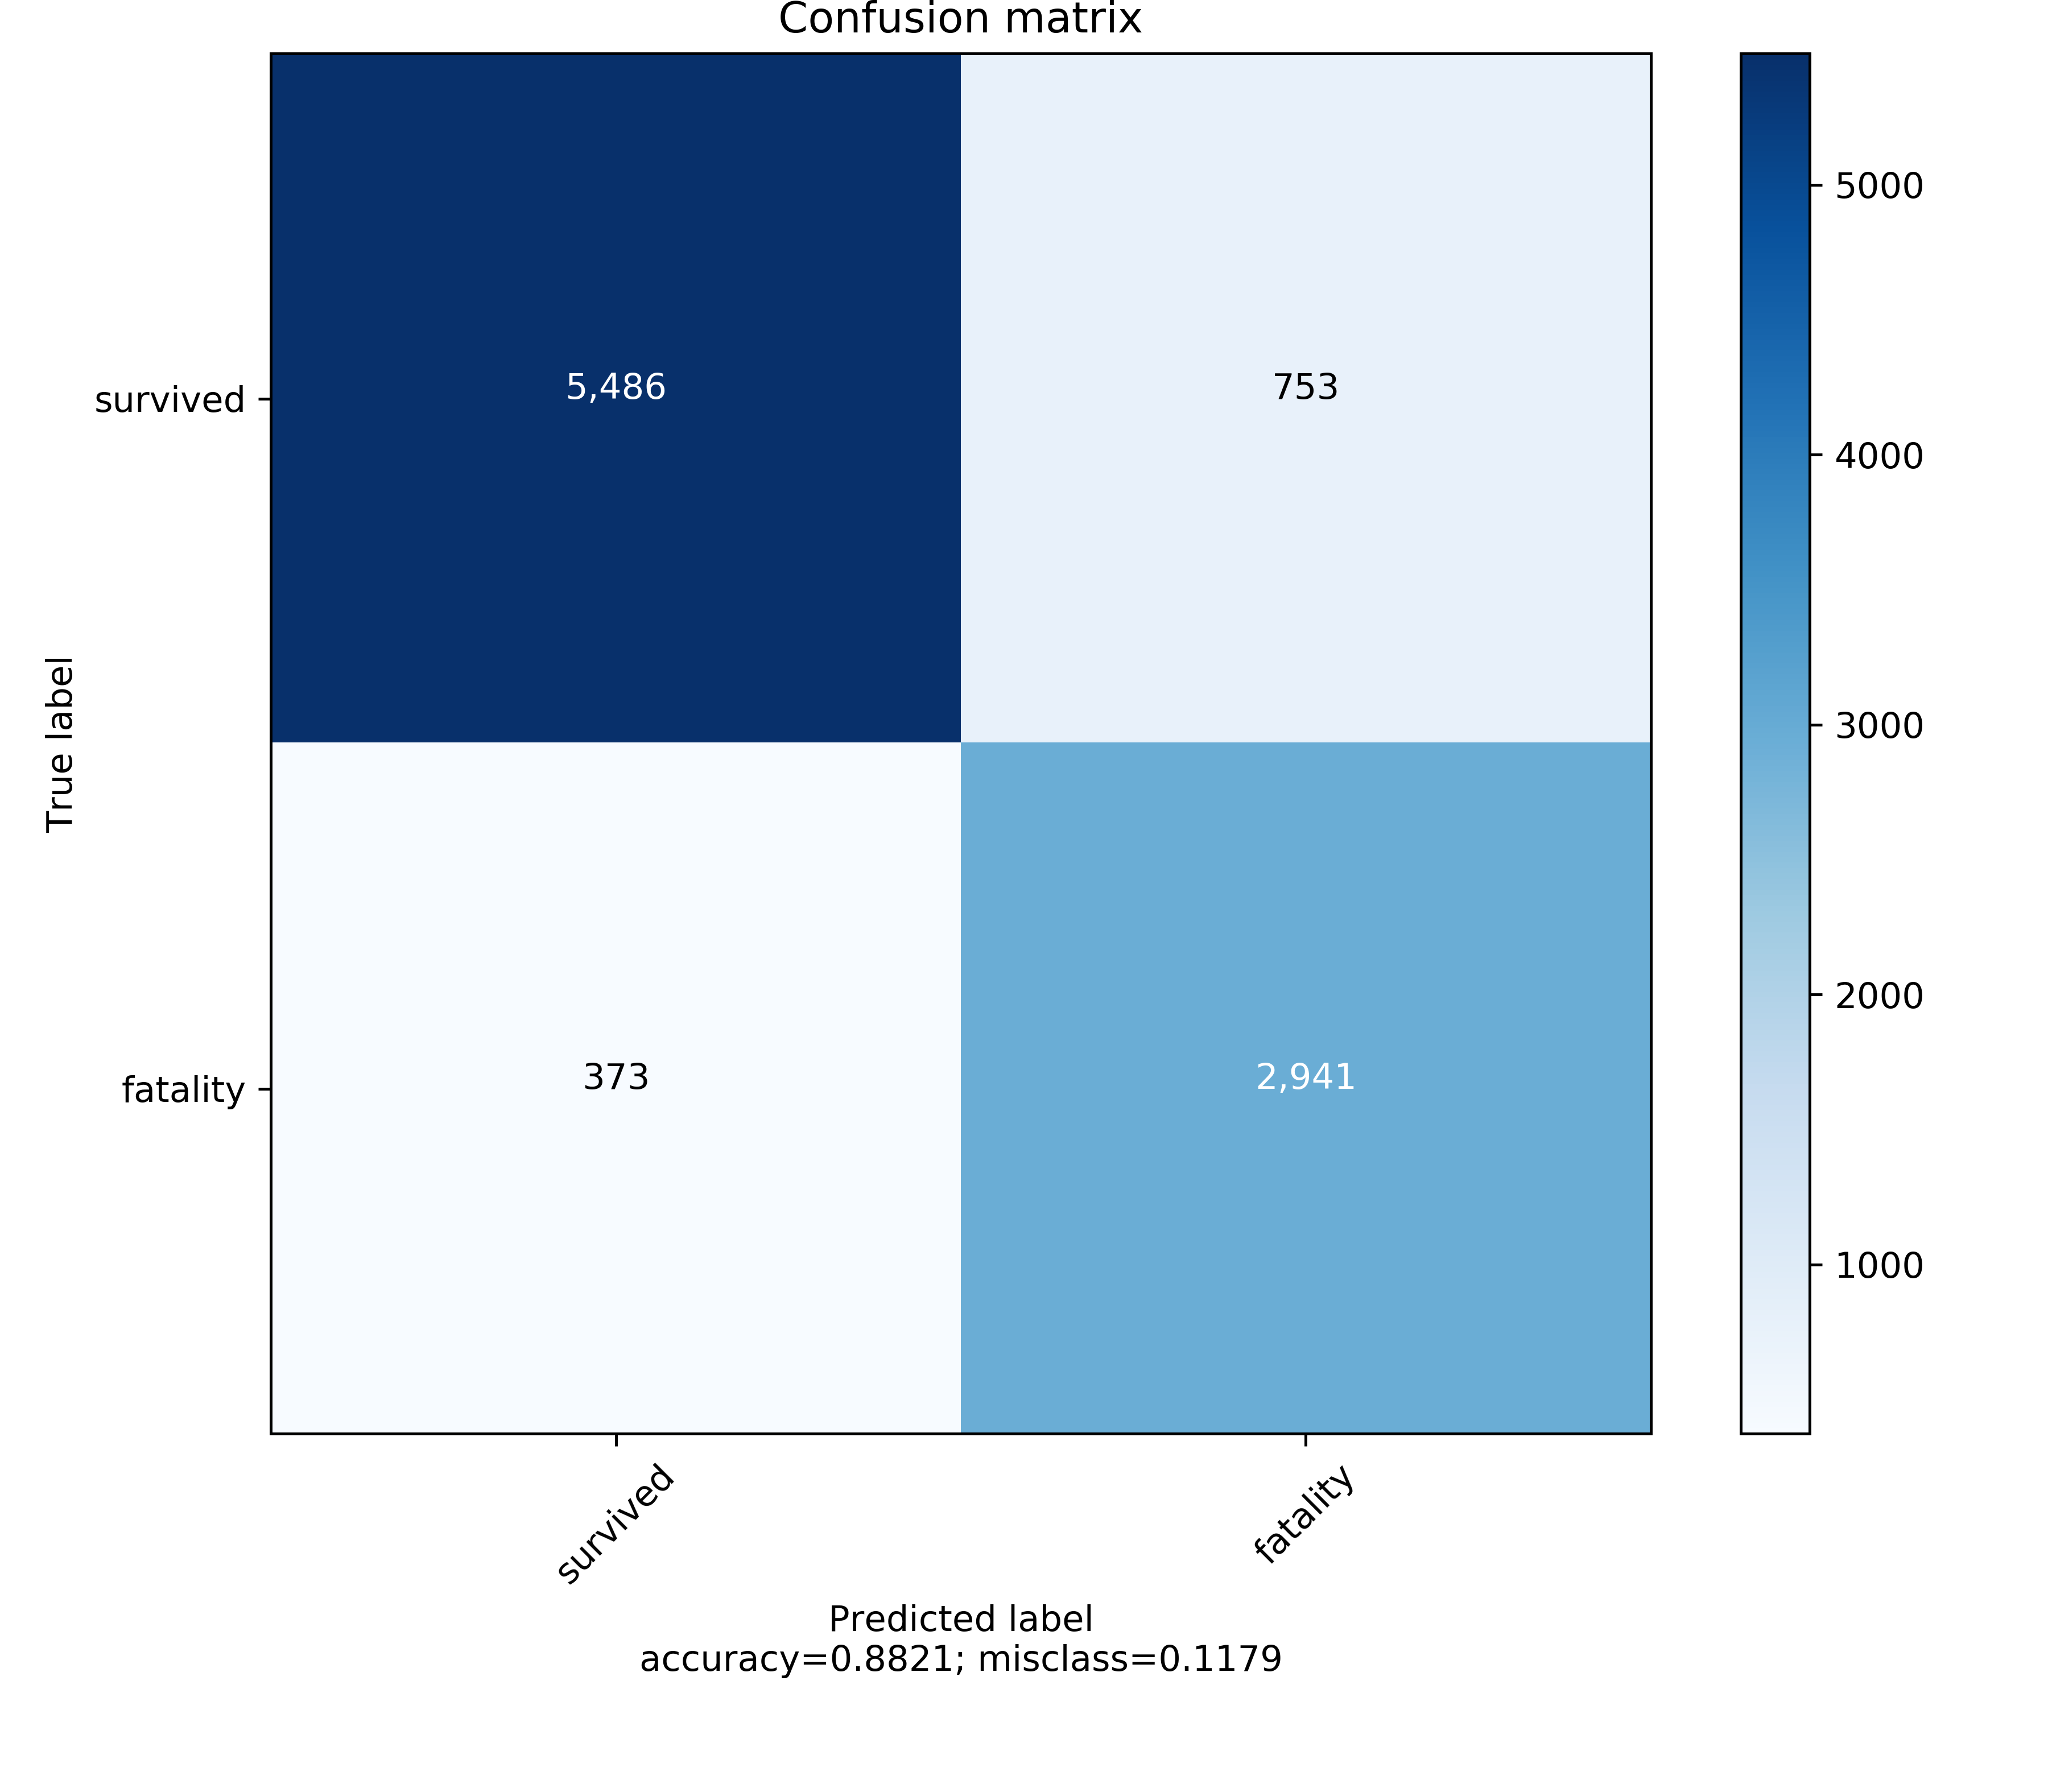 Confusion matrix
True label
survived
fatality
5,486
753
373
2,941
survived
fatality
Predicted label
accuracy=0.8821; misclass=0.1179
5000
4000
3000
2000
1000